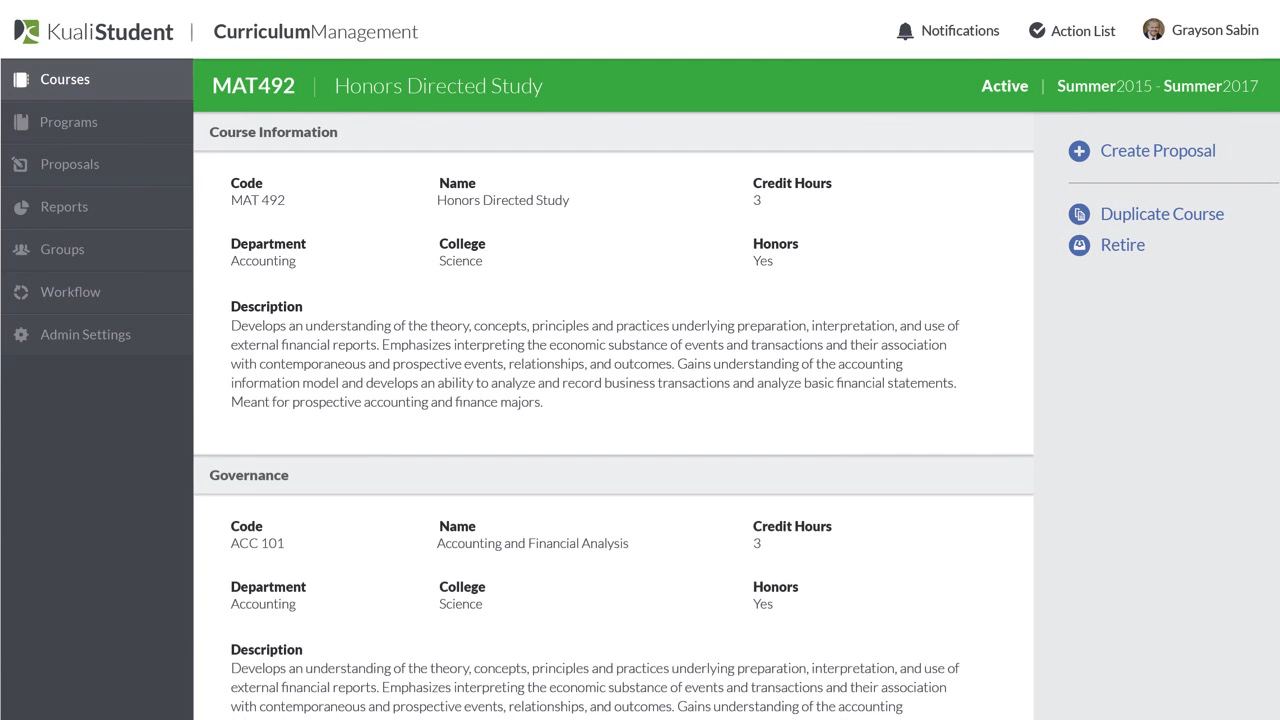 KualiStudent | CurriculumManagement
Notifications
Action List
Grayson Sabin
Courses
Programs
Proposals
Reports
Groups
Workflow
Admin Settings
MAT492 | Honors Directed Study
Active | Summer2015 - Summer2017
Course Information
Code Name Credit Hours
MAT 492 Honors Directed Study 3
Department College Honors
Accounting Science Yes
Description
Develops an understanding of the theory, concepts, principles and practices underlying preparation, interpretation, and use of
external financial reports. Emphasizes interpreting the economic substance of events and transactions and their association
with contemporaneous and prospective events, relationships, and outcomes. Gains understanding of the accounting
information model and develops an ability to analyze and record business transactions and analyze basic financial statements.
Meant for prospective accounting and finance majors.
Governance
Code Name Credit Hours
ACC 101 Accounting and Financial Analysis 3
Department College Honors
Accounting Science Yes
Description
Develops an understanding of the theory, concepts, principles and practices underlying preparation, interpretation, and use of
external financial reports. Emphasizes interpreting the economic substance of events and transactions and their association
with contemporaneous and prospective events, relationships, and outcomes. Gains understanding of the accounting
Create Proposal
Duplicate Course
Retire